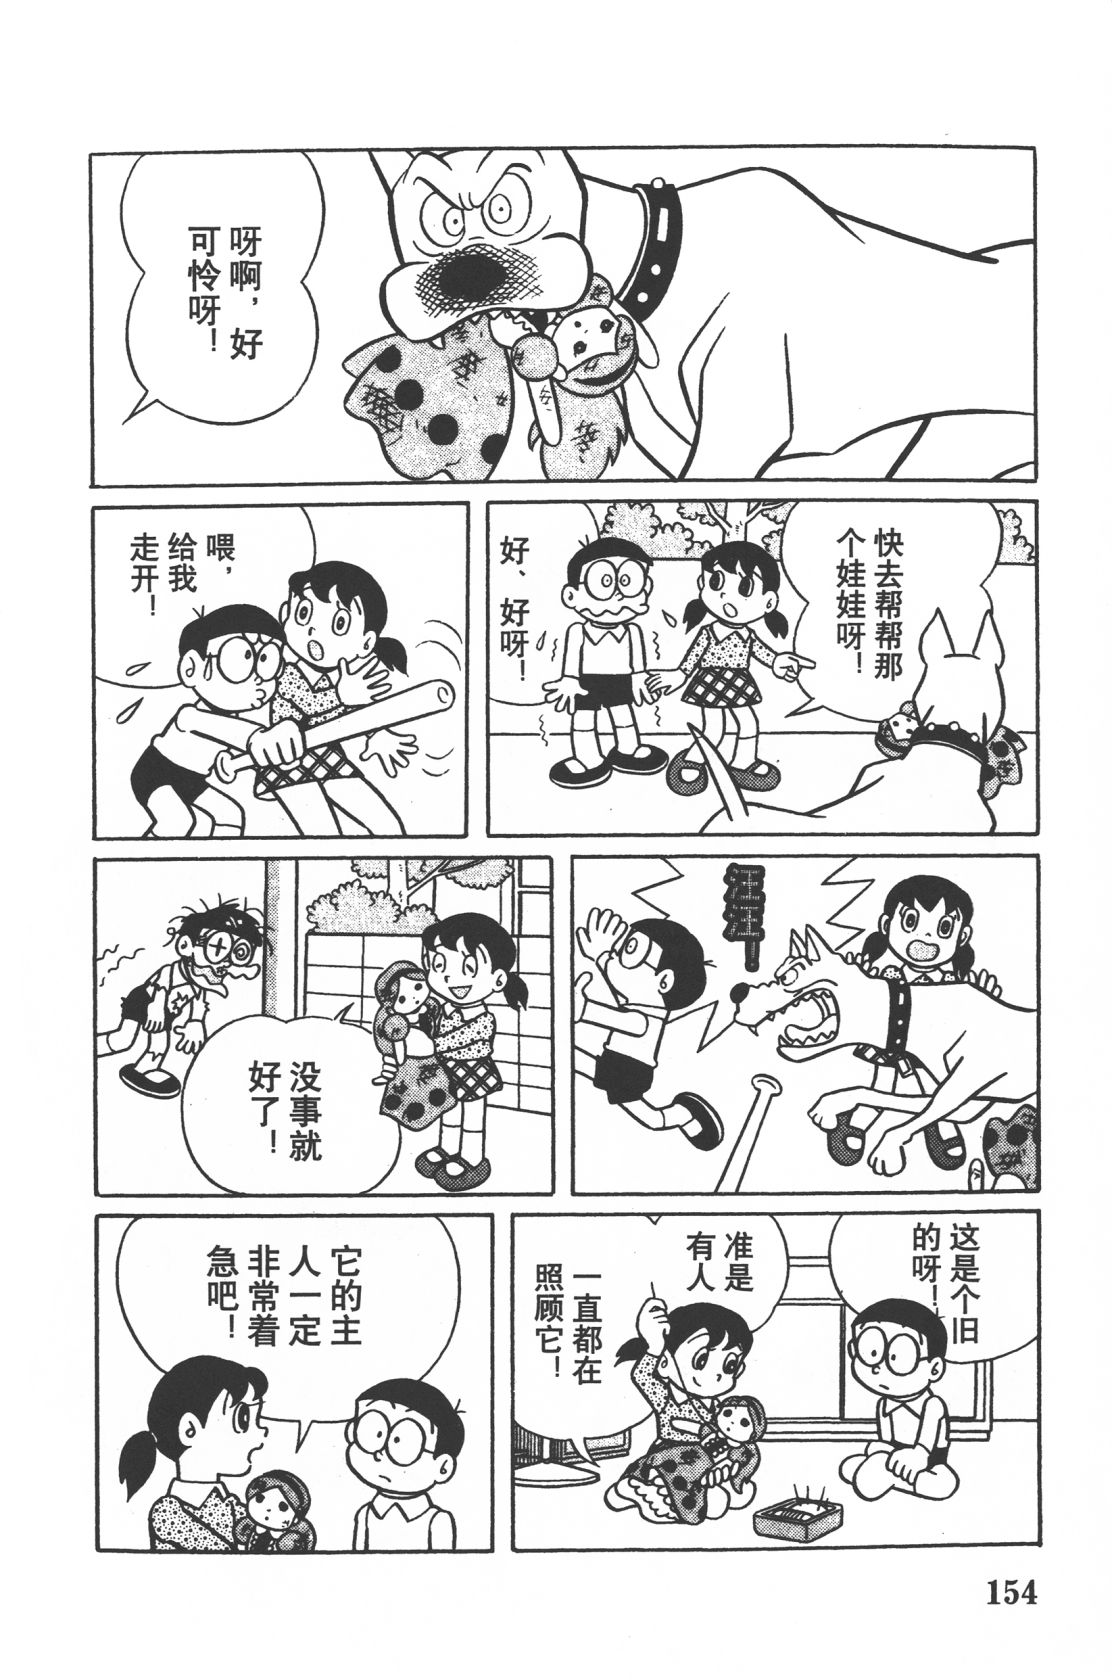 呀啊，好
可怜呀！
快去帮帮那
个娃娃呀！
好、好呀！
喂，
给我
走开！
汪汪！
没事就
好了！
这是个旧
的呀！
准是
有人
一直都在
照顾它！
它的主
人一定
非常着
急吧！
154